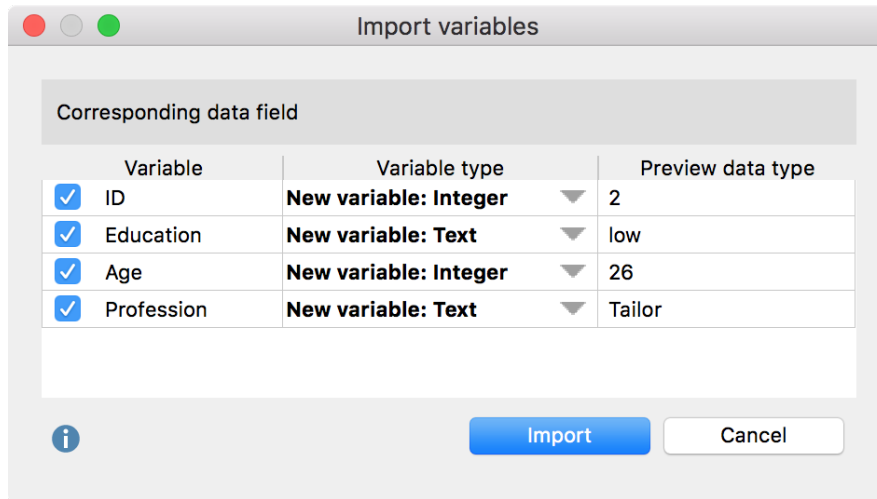 Import variables
Corresponding data field
Variable Variable type Preview data type
ID New variable: Integer 2
Education New variable: Text low
Age New variable: Integer 26
Profession New variable: Text Tailor
i Import Cancel